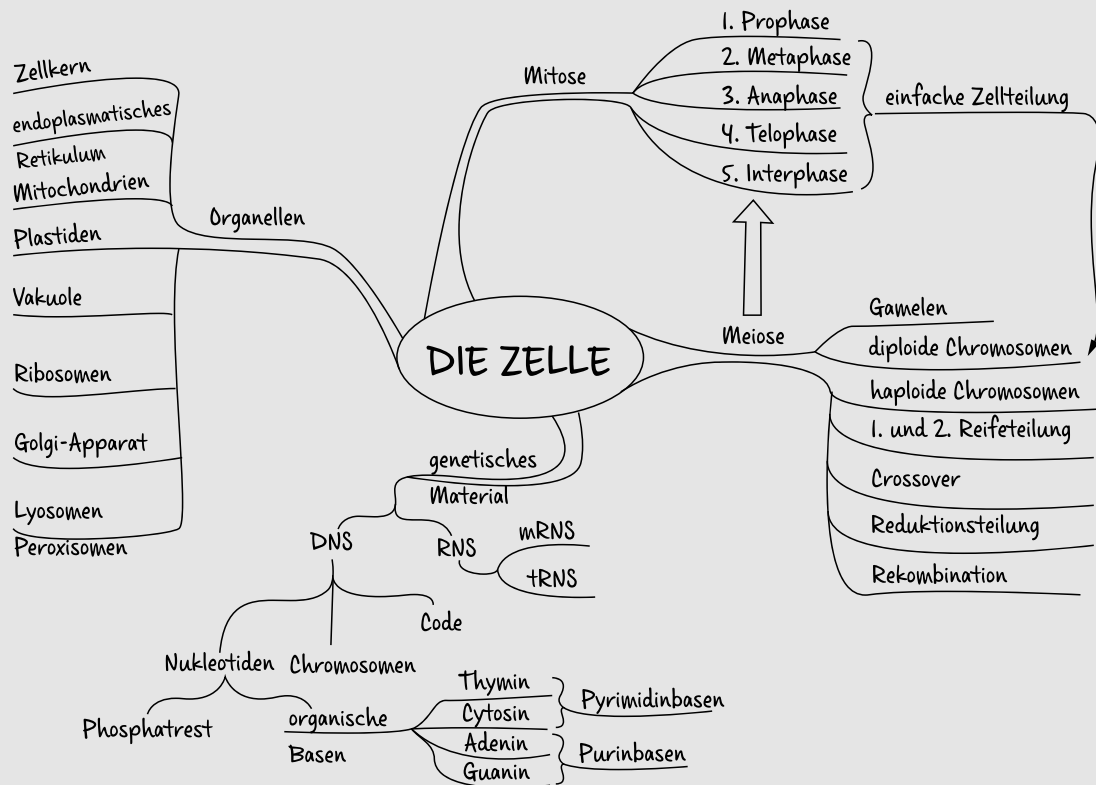 Zellkern
endoplasmatisches
Retikulum
Mitochondrien
Plastiden
Vakuole
Ribosomen
Golgi-Apparat
Lyosomen
Peroxisomen
Organellen
DIE ZELLE
Mitose
1. Prophase
2. Metaphase
3. Anaphase
4. Telophase
5. Interphase
einfache Zellteilung
Meiose
Gamelen
diploide Chromosomen
haploide Chromosomen
1. und 2. Reifeteilung
Crossover
Reduktionsteilung
Rekombination
genetisches
Material
DNS
RNS
mRNS
tRNS
Code
Nukleotiden
Chromosomen
Phosphatrest
organische
Basen
Thymin
Cytosin
Adenin
Guanin
Pyrimidinbasen
Purinbasen